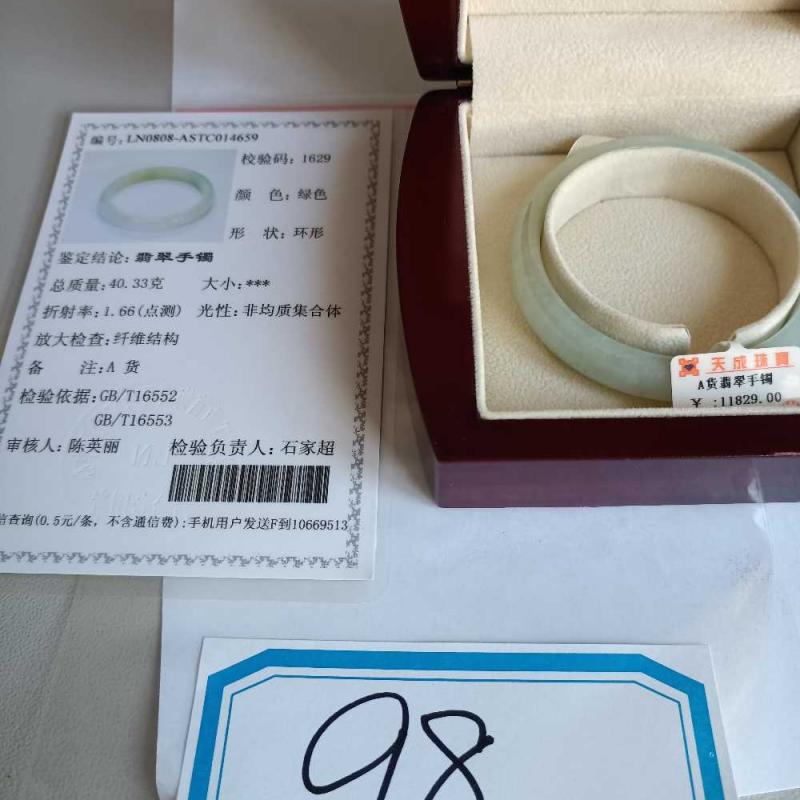 编号: LN0808-ASTC014659
校验码: 1629
颜 色: 绿色
形 状: 环形
鉴定结论: 翡翠手镯
总质量: 40.33克 大小: ***
折射率: 1.66(点测) 光性: 非均质集合体
放大检查: 纤维结构
备 注: A 货
检验依据: GB/T16552
GB/T16553
审核人: 陈英丽 检验负责人: 石家超
信查询(0.5元/条，不含通信费): 手机用户发送F到10669513
天成珠寶
A货翡翠手镯
¥ :11829.00
98